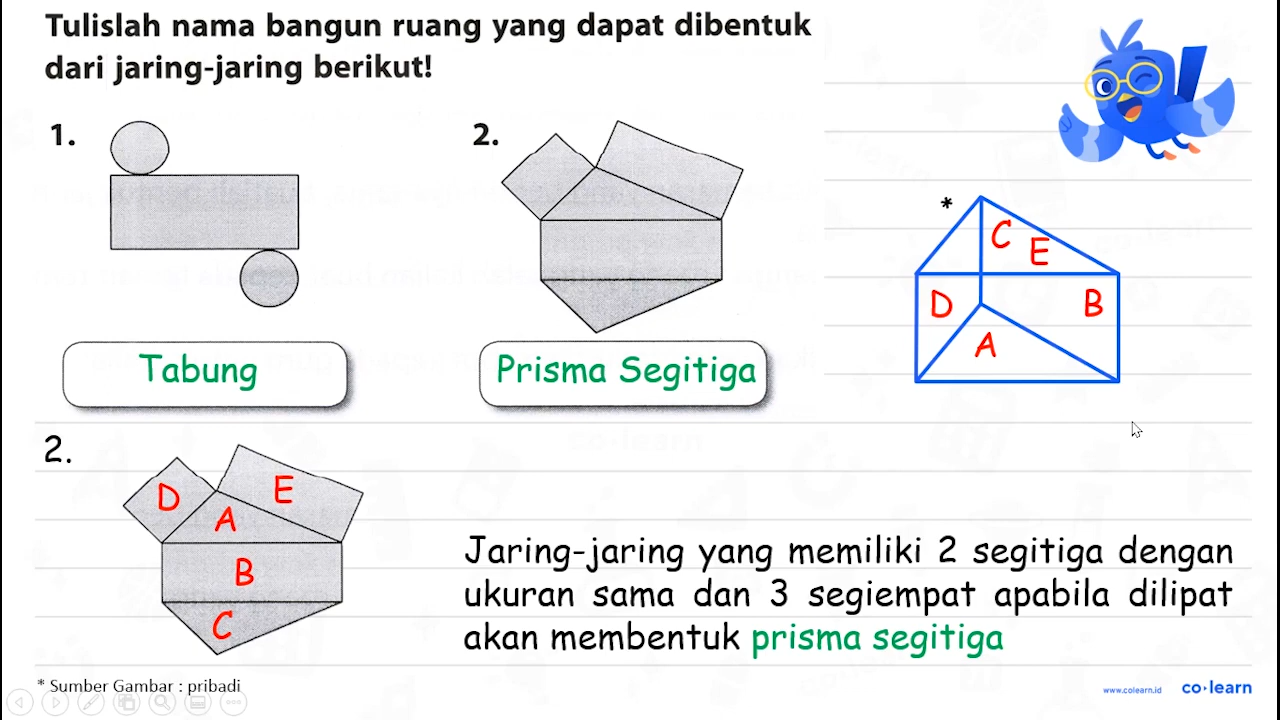 Tulislah nama bangun ruang yang dapat dibentuk
dari jaring-jaring berikut!
1.
2.
Tabung
Prisma Segitiga
*
C
E
D
B
A
2.
D
E
A
B
C
Jaring-jaring yang memiliki 2 segitiga dengan
ukuran sama dan 3 segiempat apabila dilipat
akan membentuk prisma segitiga
* Sumber Gambar : pribadi
www.colearn.id
co·learn